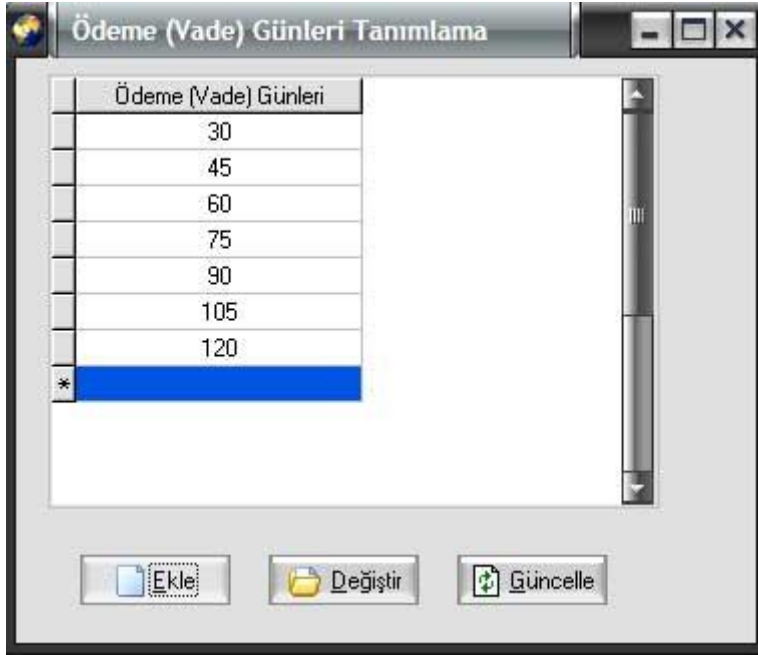 Ödeme (Vade) Günleri Tanımlama
Ödeme (Vade) Günleri
30
45
60
75
90
105
120
*
Ekle Değiştir Güncelle